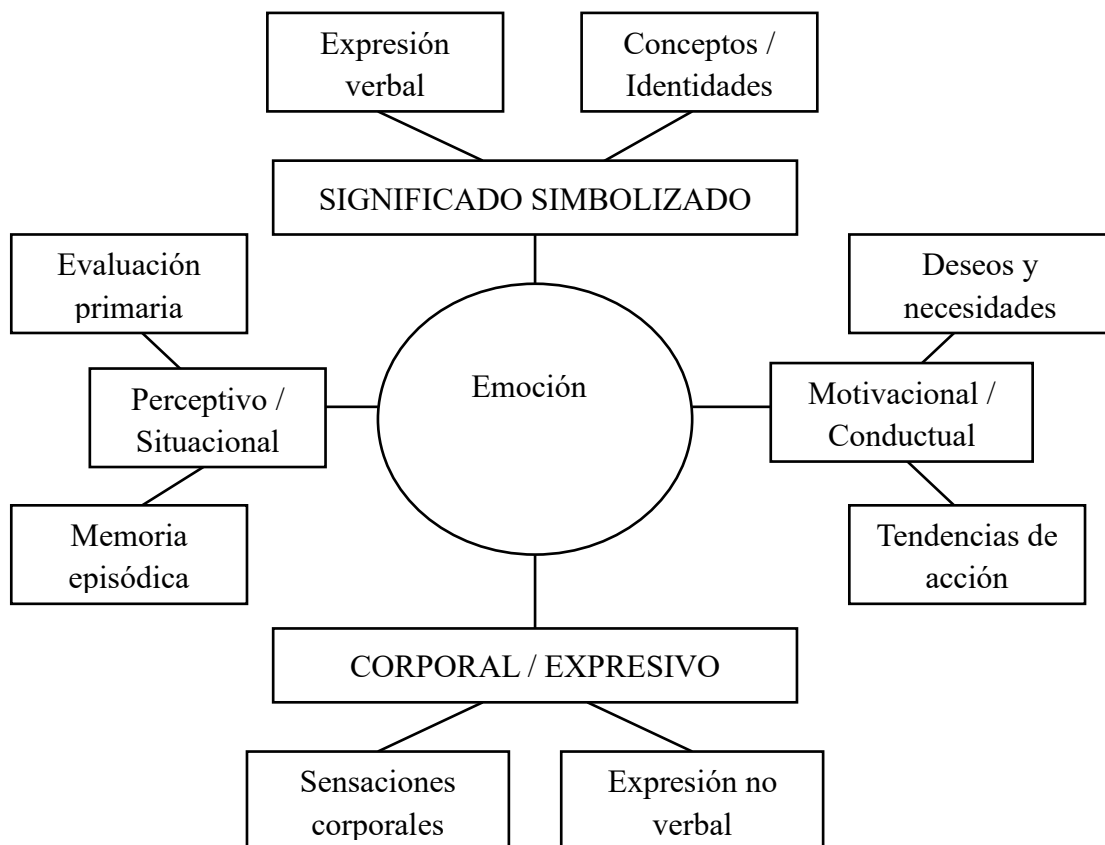 Expresión
verbal
Conceptos /
Identidades
SIGNIFICADO SIMBOLIZADO
Evaluación
primaria
Deseos y
necesidades
Perceptivo /
Situacional
Emoción
Motivacional /
Conductual
Memoria
episódica
Tendencias de
acción
CORPORAL / EXPRESIVO
Sensaciones
corporales
Expresión no
verbal